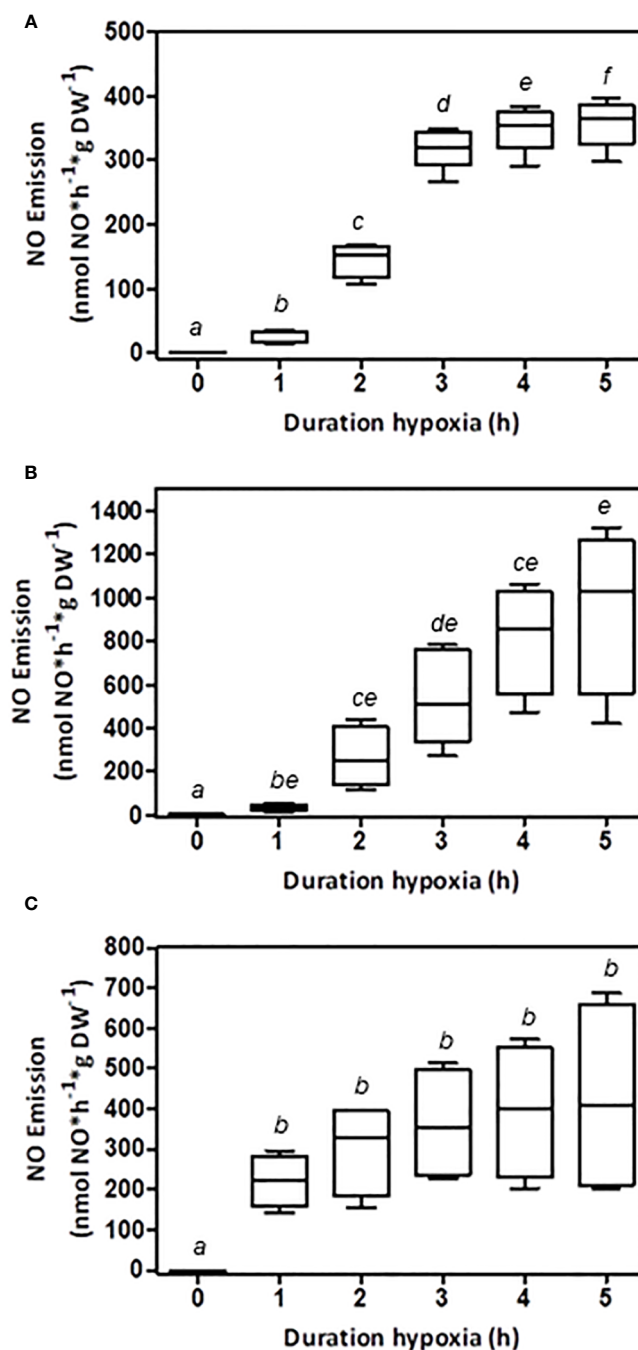 A
NO Emission
(nmol NO*h-1*g DW-1)
500
400
300
200
100
0
a
b
c
d
e
f
0 1 2 3 4 5
Duration hypoxia (h)
B
NO Emission
(nmol NO*h-1*g DW-1)
1400
1200
1000
800
600
400
200
0
a
be
ce
de
ce
e
0 1 2 3 4 5
Duration hypoxia (h)
C
NO Emission
(nmol NO*h-1*g DW-1)
800
700
600
500
400
300
200
100
0
a
b
b
b
b
b
0 1 2 3 4 5
Duration hypoxia (h)